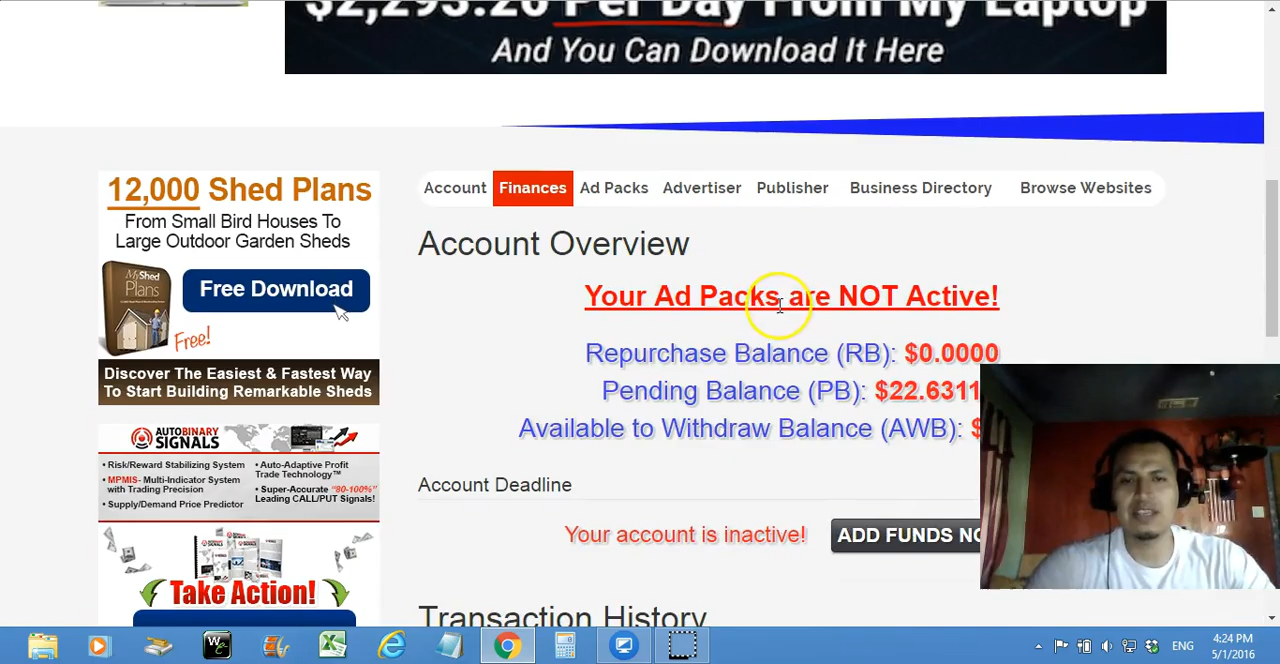 $2,293.26 Per Day From My Laptop
And You Can Download It Here
12,000 Shed Plans
From Small Bird Houses To
Large Outdoor Garden Sheds
MyShed
Plans
Free Download
Free!
Discover The Easiest & Fastest Way
To Start Building Remarkable Sheds
AUTOBINARY
SIGNALS
• Risk/Reward Stabilizing System
• MPMIS- Multi-Indicator System
with Trading Precision
• Supply/Demand Price Predictor
• Auto-Adaptive Profit
Trade Technology™
• Super-Accurate "80-100%"
Leading CALL/PUT Signals!
Take Action!
Account Finances Ad Packs Advertiser Publisher Business Directory Browse Websites
Account Overview
Your Ad Packs are NOT Active!
Repurchase Balance (RB): $0.0000
Pending Balance (PB): $22.6311
Available to Withdraw Balance (AWB): $
Account Deadline
Your account is inactive! ADD FUNDS NO
Transaction History
ENG
4:24 PM
5/1/2016